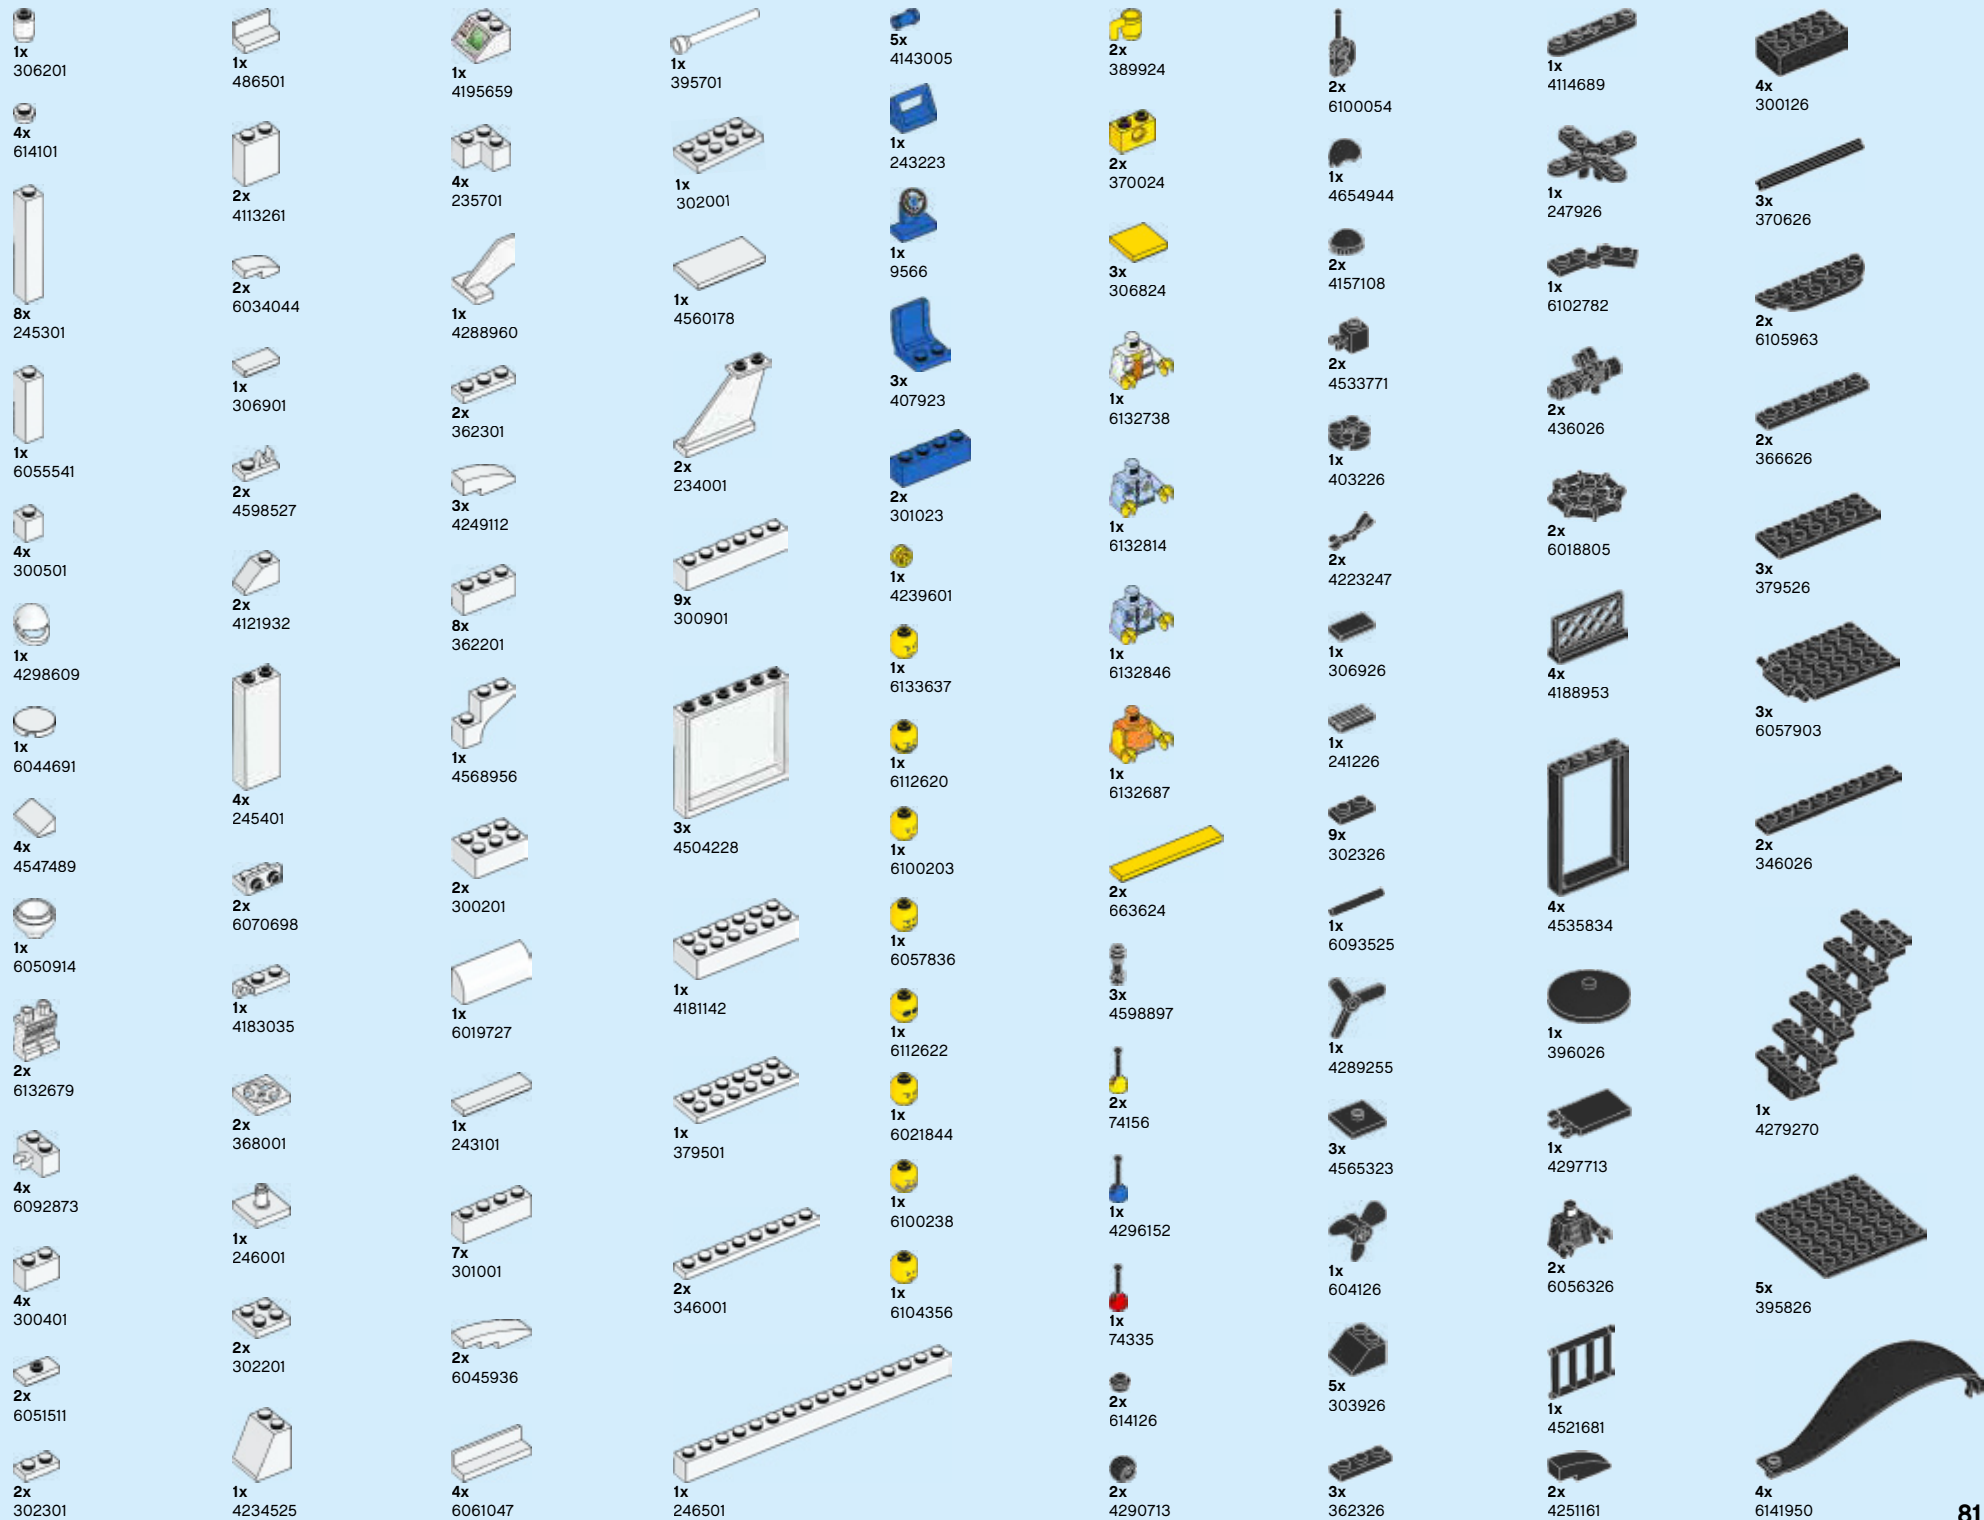 1x
306201
4x
614101
8x
245301
1x
6055541
4x
300501
1x
4298609
1x
6044691
4x
4547489
1x
6050914
2x
6132679
4x
6092873
4x
300401
2x
6051511
2x
302301
1x
486501
2x
4113261
2x
6034044
1x
306901
2x
4598527
2x
4121932
4x
245401
2x
6070698
1x
4183035
2x
368001
1x
246001
2x
302201
1x
4234525
1x
4195659
4x
235701
1x
4288960
2x
362301
3x
4249112
8x
362201
1x
4568956
2x
300201
1x
6019727
1x
243101
7x
301001
2x
6045936
4x
6061047
1x
395701
1x
302001
1x
4560178
2x
234001
9x
300901
3x
4504228
1x
4181142
1x
379501
2x
346001
1x
246501
5x
4143005
1x
243223
1x
9566
3x
407923
2x
301023
1x
4239601
1x
6133637
1x
6112620
1x
6100203
1x
6057836
1x
6112622
1x
6021844
1x
6100238
1x
6104356
2x
389924
2x
370024
3x
306824
1x
6132738
1x
6132814
1x
6132846
1x
6132687
2x
663624
3x
4598897
2x
74156
1x
4296152
1x
74335
2x
614126
2x
4290713
2x
6100054
1x
4654944
2x
4157108
2x
4533771
1x
403226
2x
4223247
1x
306926
1x
241226
9x
302326
1x
6093525
1x
4289255
3x
4565323
1x
604126
5x
303926
3x
362326
1x
4114689
1x
247926
1x
6102782
2x
436026
2x
6018805
4x
4188953
4x
4535834
1x
396026
1x
4297713
2x
6056326
1x
4521681
2x
4251161
4x
300126
3x
370626
2x
6105963
2x
366626
3x
379526
3x
6057903
2x
346026
1x
4279270
5x
395826
4x
6141950
81